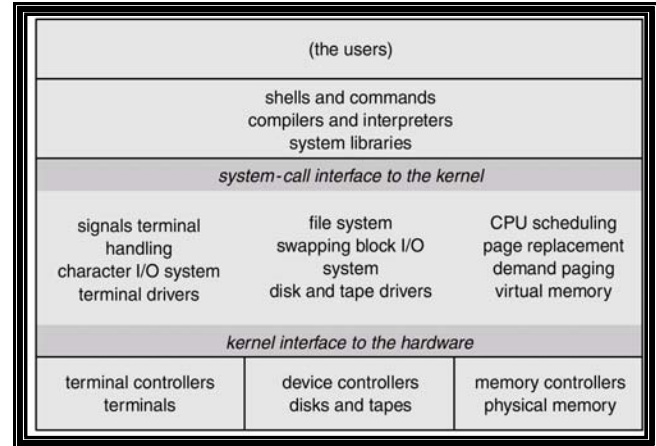 (the users)
shells and commands
compilers and interpreters
system libraries
system-call interface to the kernel
signals terminal
handling
character I/O system
terminal drivers
file system
swapping block I/O
system
disk and tape drivers
CPU scheduling
page replacement
demand paging
virtual memory
kernel interface to the hardware
terminal controllers
terminals
device controllers
disks and tapes
memory controllers
physical memory